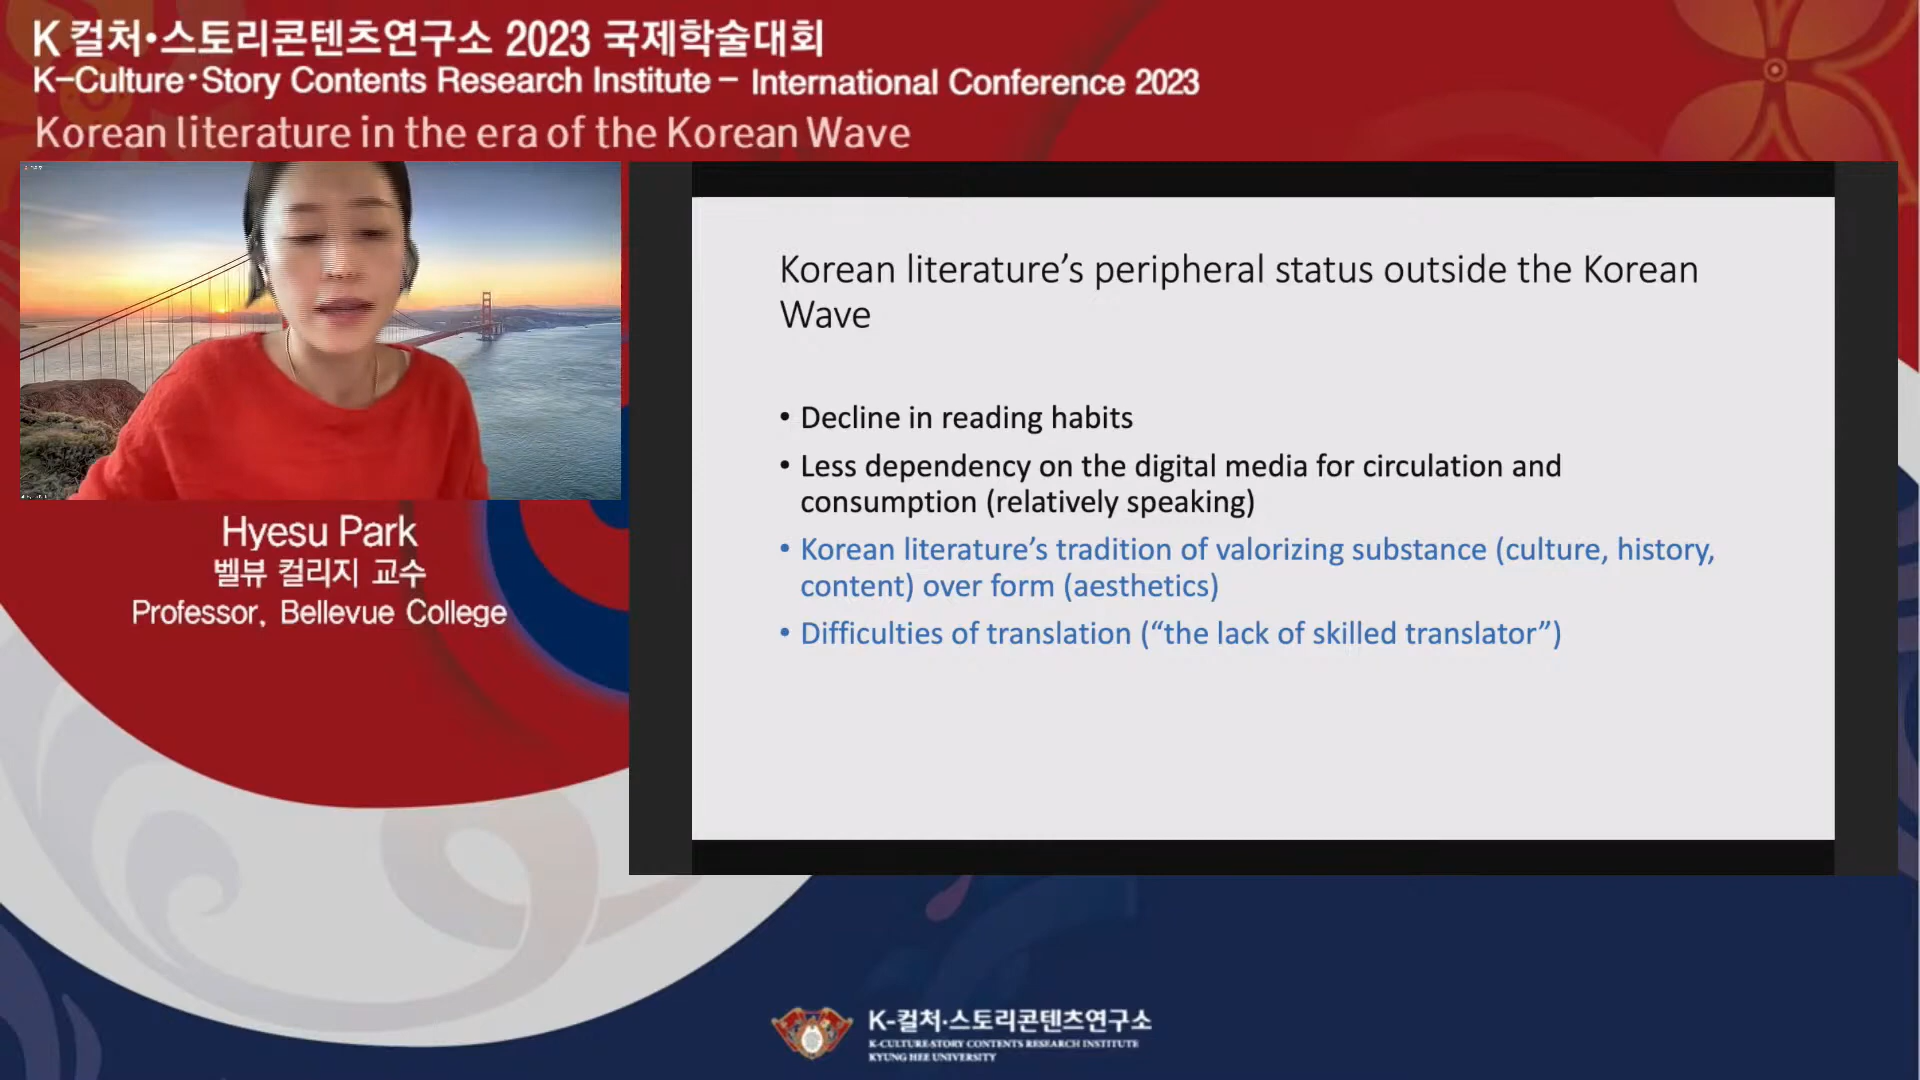 K 컬처•스토리콘텐츠연구소 2023 국제학술대회
K-Culture•Story Contents Research Institute - International Conference 2023
Korean literature in the era of the Korean Wave
Hyesu Park
벨뷰 컬리지 교수
Professor, Bellevue College
Korean literature’s peripheral status outside the Korean
Wave
• Decline in reading habits
• Less dependency on the digital media for circulation and
consumption (relatively speaking)
• Korean literature’s tradition of valorizing substance (culture, history,
content) over form (aesthetics)
• Difficulties of translation (“the lack of skilled translator”)
K-컬처·스토리콘텐츠연구소
K-CULTURE·STORY CONTENTS RESEARCH INSTITUTE
KYUNG HEE UNIVERSITY